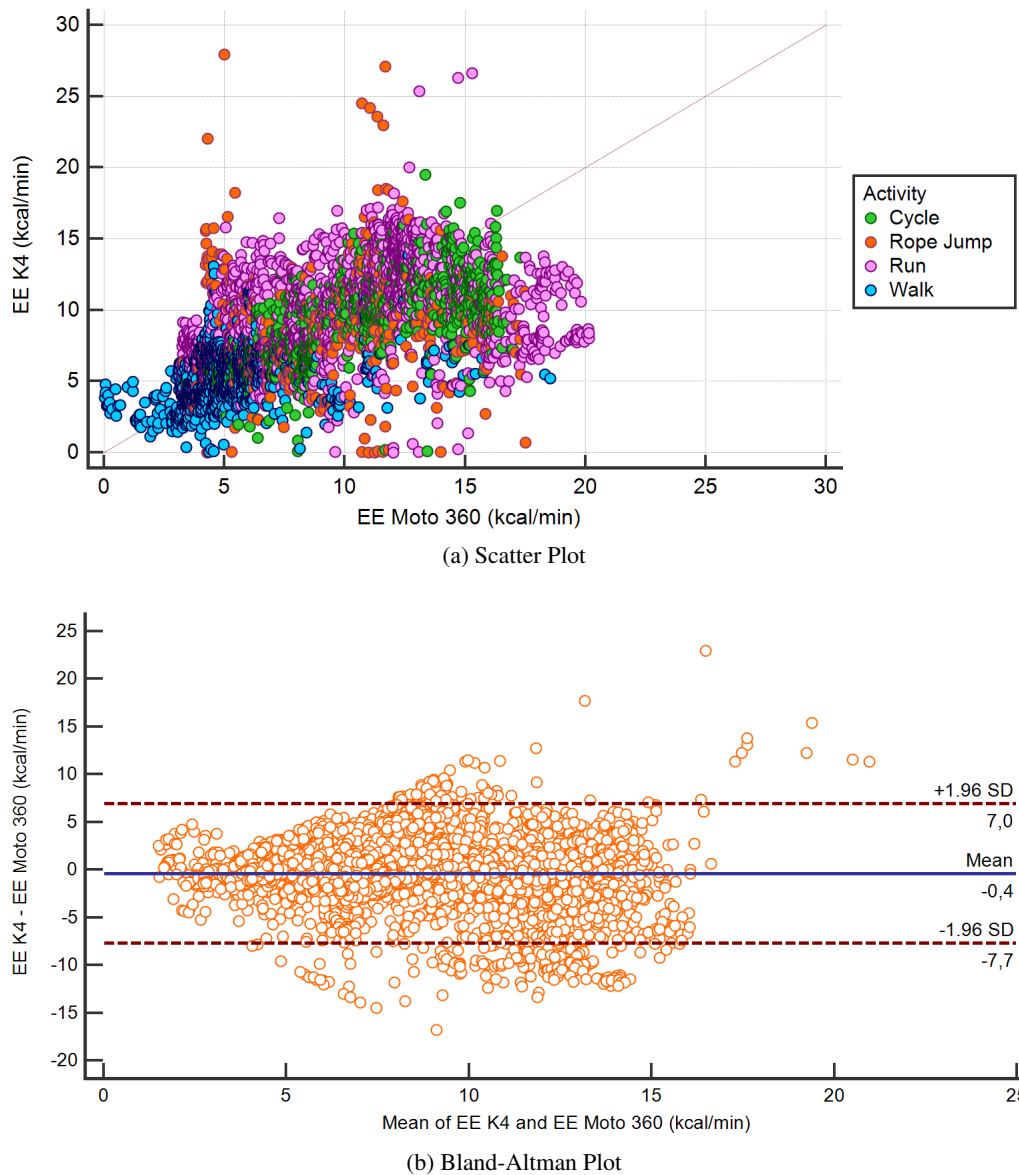 30
25
20
15
10
5
0
EE K4 (kcal/min)
0 5 10 15 20 25 30
EE Moto 360 (kcal/min)
Activity
Cycle
Rope Jump
Run
Walk
(a) Scatter Plot
25
20
15
10
5
0
-5
-10
-15
-20
EE K4 - EE Moto 360 (kcal/min)
+1.96 SD
7,0
Mean
-0,4
-1.96 SD
-7,7
0 5 10 15 20 25
Mean of EE K4 and EE Moto 360 (kcal/min)
(b) Bland-Altman Plot